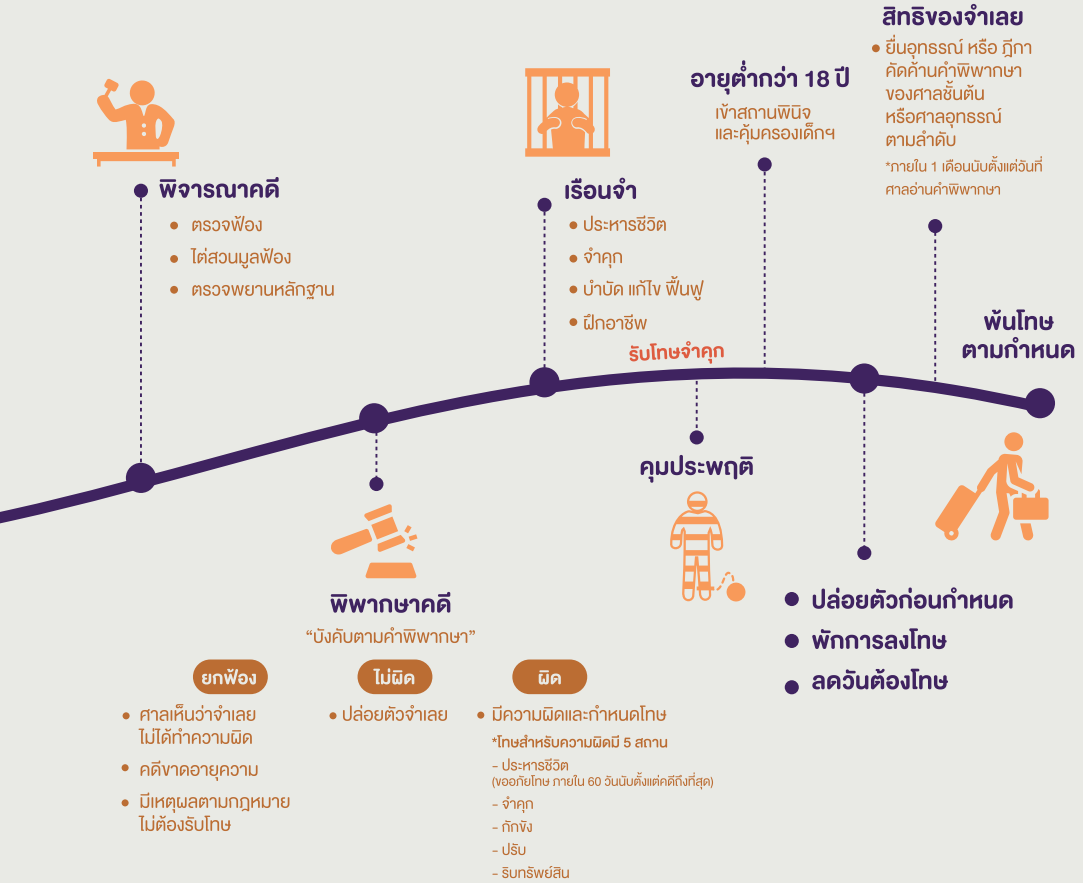 พิจารณาคดี
ตรวจฟ้อง
ไต่สวนมูลฟ้อง
ตรวจพยานหลักฐาน
พิพากษาคดี
“บังคับตามคำพิพากษา”
ยกฟ้อง
ศาลเห็นว่าจำเลย
ไม่ได้ทำความผิด
คดีขาดอายุความ
มีเหตุผลตามกฎหมาย
ไม่ต้องรับโทษ
ไม่ผิด
ปล่อยตัวจำเลย
ผิด
มีความผิดและกำหนดโทษ
*โทษสำหรับความผิดมี 5 สถาน
- ประหารชีวิต
(ขออภัยโทษ ภายใน 60 วันนับตั้งแต่คดีถึงที่สุด)
- จำคุก
- กักขัง
- ปรับ
- ริบทรัพย์สิน
เรือนจำ
ประหารชีวิต
จำคุก
บำบัด แก้ไข ฟื้นฟู
ฝึกอาชีพ
รับโทษจำคุก
คุมประพฤติ
อายุต่ำกว่า 18 ปี
เข้าสถานพินิจ
และคุ้มครองเด็กฯ
ปล่อยตัวก่อนกำหนด
พักการลงโทษ
ลดวันต้องโทษ
สิทธิของจำเลย
ยื่นอุทธรณ์ หรือ ฎีกา
คัดค้านคำพิพากษา
ของศาลชั้นต้น
หรือศาลอุทธรณ์
ตามลำดับ
*ภายใน 1 เดือนนับตั้งแต่วันที่
ศาลอ่านคำพิพากษา
พ้นโทษ
ตามกำหนด